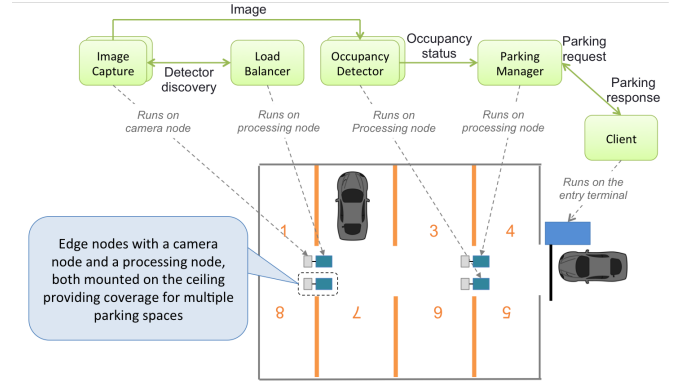 Image
Image
Capture
Detector
discovery
Load
Balancer
Occupancy
Detector
Occupancy
status
Parking
Manager
Parking
request
Parking
response
Client
Runs on
camera node
Runs on
processing node
Runs on
Processing node
Runs on
processing node
Runs on the
entry terminal
1
3
4
Edge nodes with a camera
node and a processing node,
both mounted on the ceiling
providing coverage for multiple
parking spaces
8
7
6
5